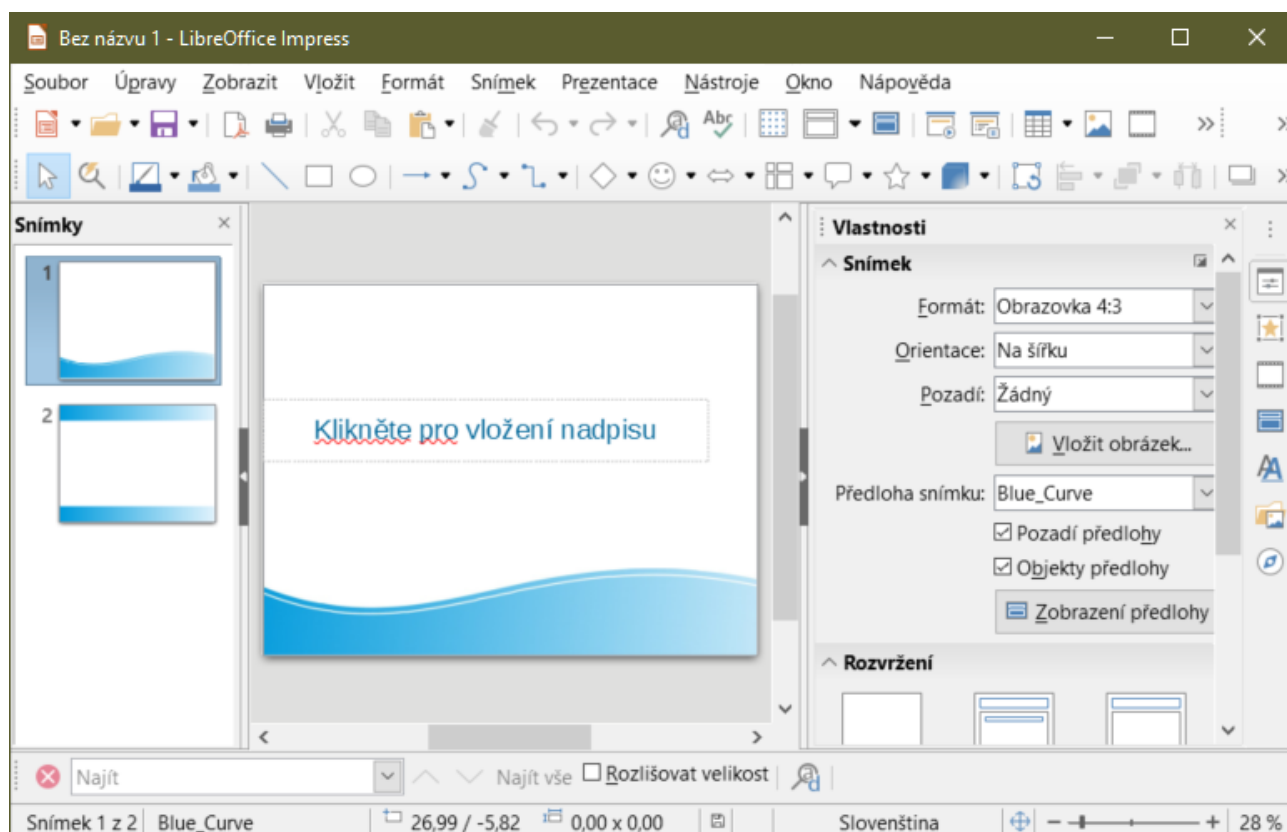 Bez názvu 1 - LibreOffice Impress
Soubor Úpravy Zobrazit Vložit Formát Snímek Prezentace Nástroje Okno Nápověda
Abc
Snímky
1
2
Klikněte pro vložení nadpisu
Vlastnosti
Snímek
Formát: Obrazovka 4:3
Orientace: Na šířku
Pozadí: Žádný
Vložit obrázek...
Předloha snímku: Blue_Curve
Pozadí předlohy
Objekty předlohy
Zobrazení předlohy
Rozvržení
Najít Najít vše Rozlišovat velikost
Snímek 1 z 2 Blue_Curve 26,99 / -5,82 0,00 x 0,00 Slovenština 28 %